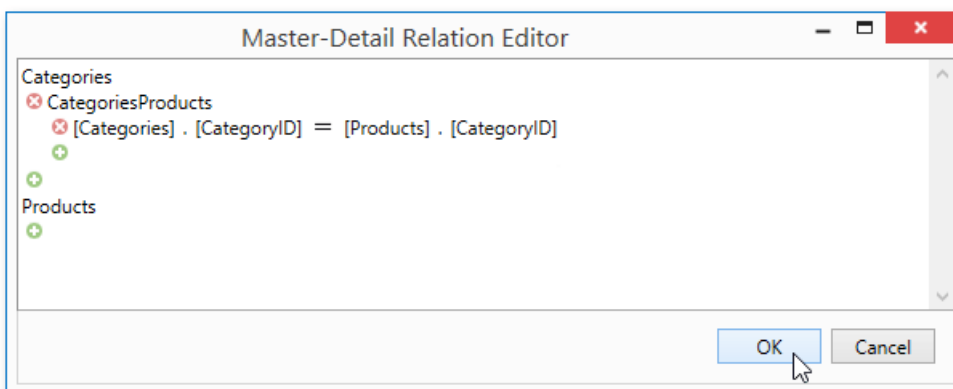 Master-Detail Relation Editor
Categories
CategoriesProducts
[Categories] . [CategoryID] = [Products] . [CategoryID]
Products
OK
Cancel